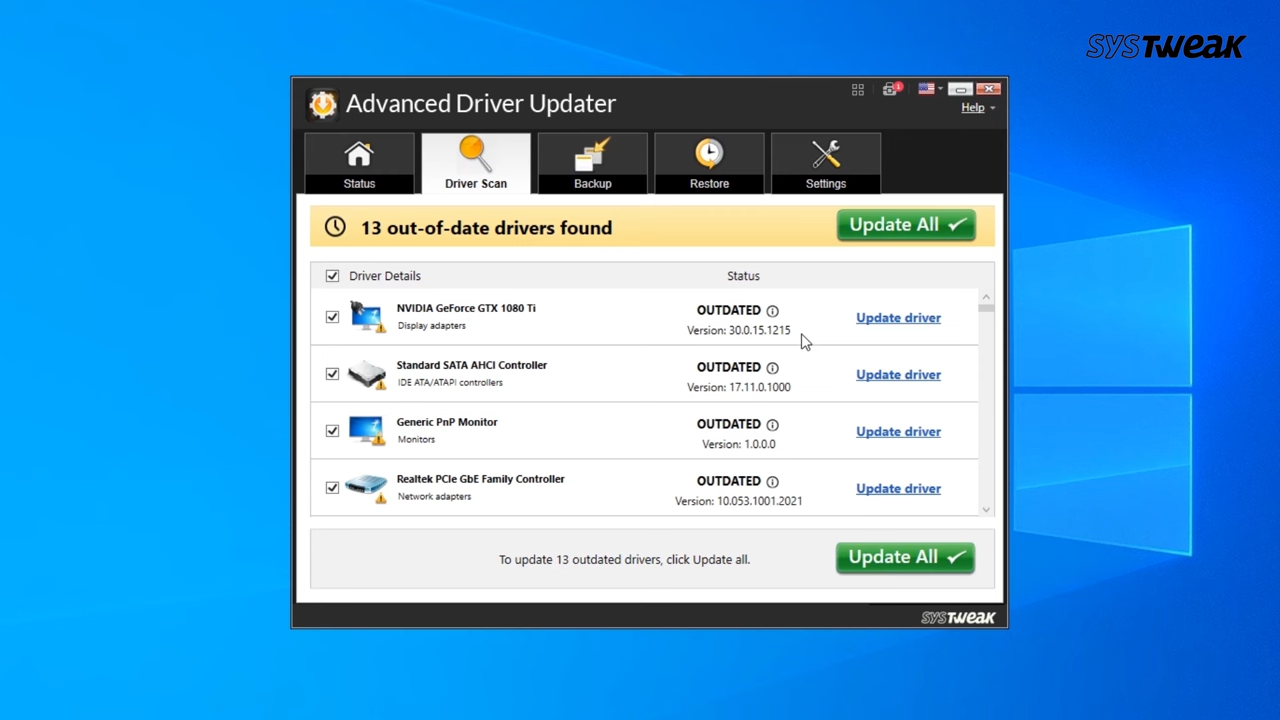 SYSTweak
Advanced Driver Updater
1
Help
Status
Driver Scan
Backup
Restore
Settings
13 out-of-date drivers found
Update All
Driver Details
Status
NVIDIA GeForce GTX 1080 Ti
Display adapters
OUTDATED
Version: 30.0.15.1215
Update driver
Standard SATA AHCI Controller
IDE ATA/ATAPI controllers
OUTDATED
Version: 17.11.0.1000
Update driver
Generic PnP Monitor
Monitors
OUTDATED
Version: 1.0.0.0
Update driver
Realtek PCIe GbE Family Controller
Network adapters
OUTDATED
Version: 10.053.1001.2021
Update driver
To update 13 outdated drivers, click Update all.
Update All
SYSTweak